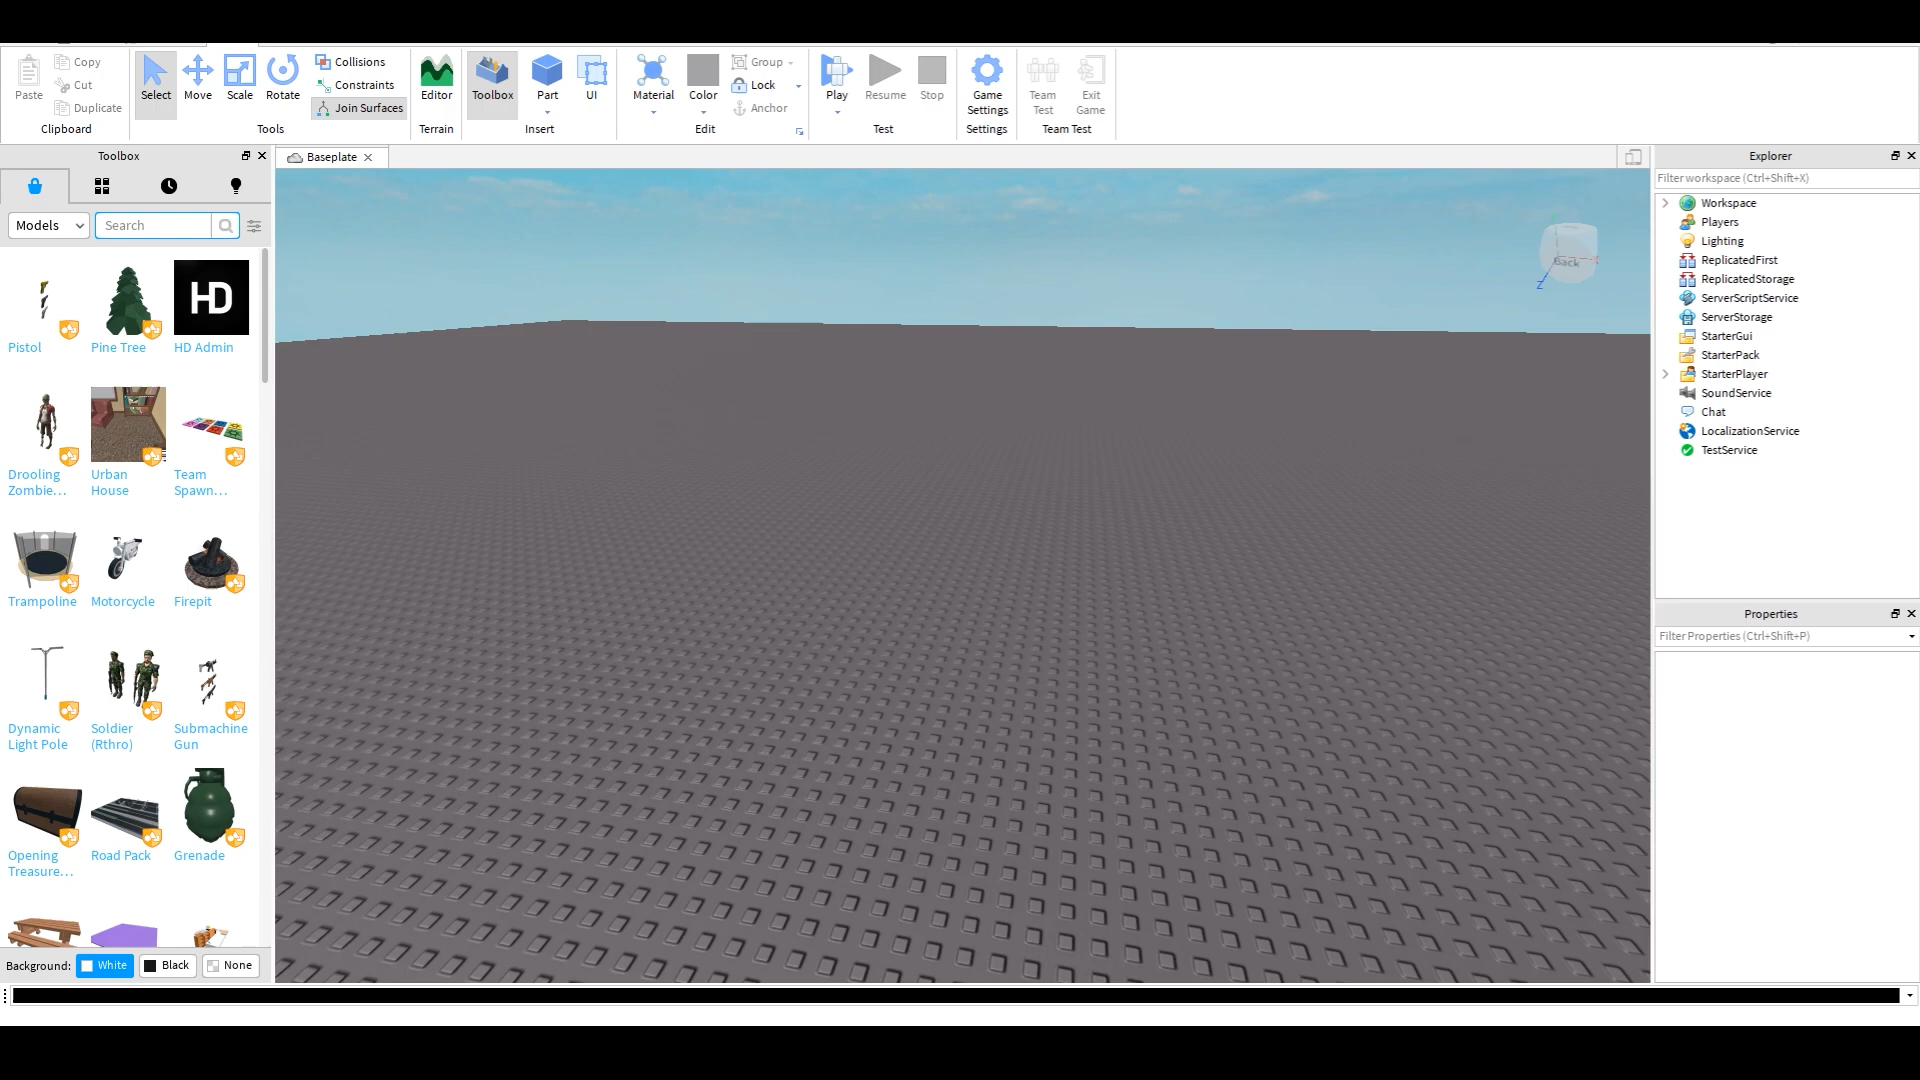 Paste
Copy
Cut
Duplicate
Clipboard
Select
Move
Scale
Rotate
Collisions
Constraints
Join Surfaces
Tools
Editor
Terrain
Toolbox
Part
UI
Insert
Material
Color
Group
Lock
Anchor
Edit
Play
Resume
Stop
Test
Game
Settings
Settings
Team
Test
Exit
Game
Team Test
Toolbox
Models
Search
Pistol
Pine Tree
HD
HD Admin
Drooling
Zombie...
Urban
House
Team
Spawn...
Trampoline
Motorcycle
Firepit
Dynamic
Light Pole
Soldier
(Rthro)
Submachine
Gun
Opening
Treasure...
Road Pack
Grenade
Background:
White
Black
None
Baseplate
Back
X
Z
Explorer
Filter workspace (Ctrl+Shift+X)
Workspace
Players
Lighting
ReplicatedFirst
ReplicatedStorage
ServerScriptService
ServerStorage
StarterGui
StarterPack
StarterPlayer
SoundService
Chat
LocalizationService
TestService
Properties
Filter Properties (Ctrl+Shift+P)